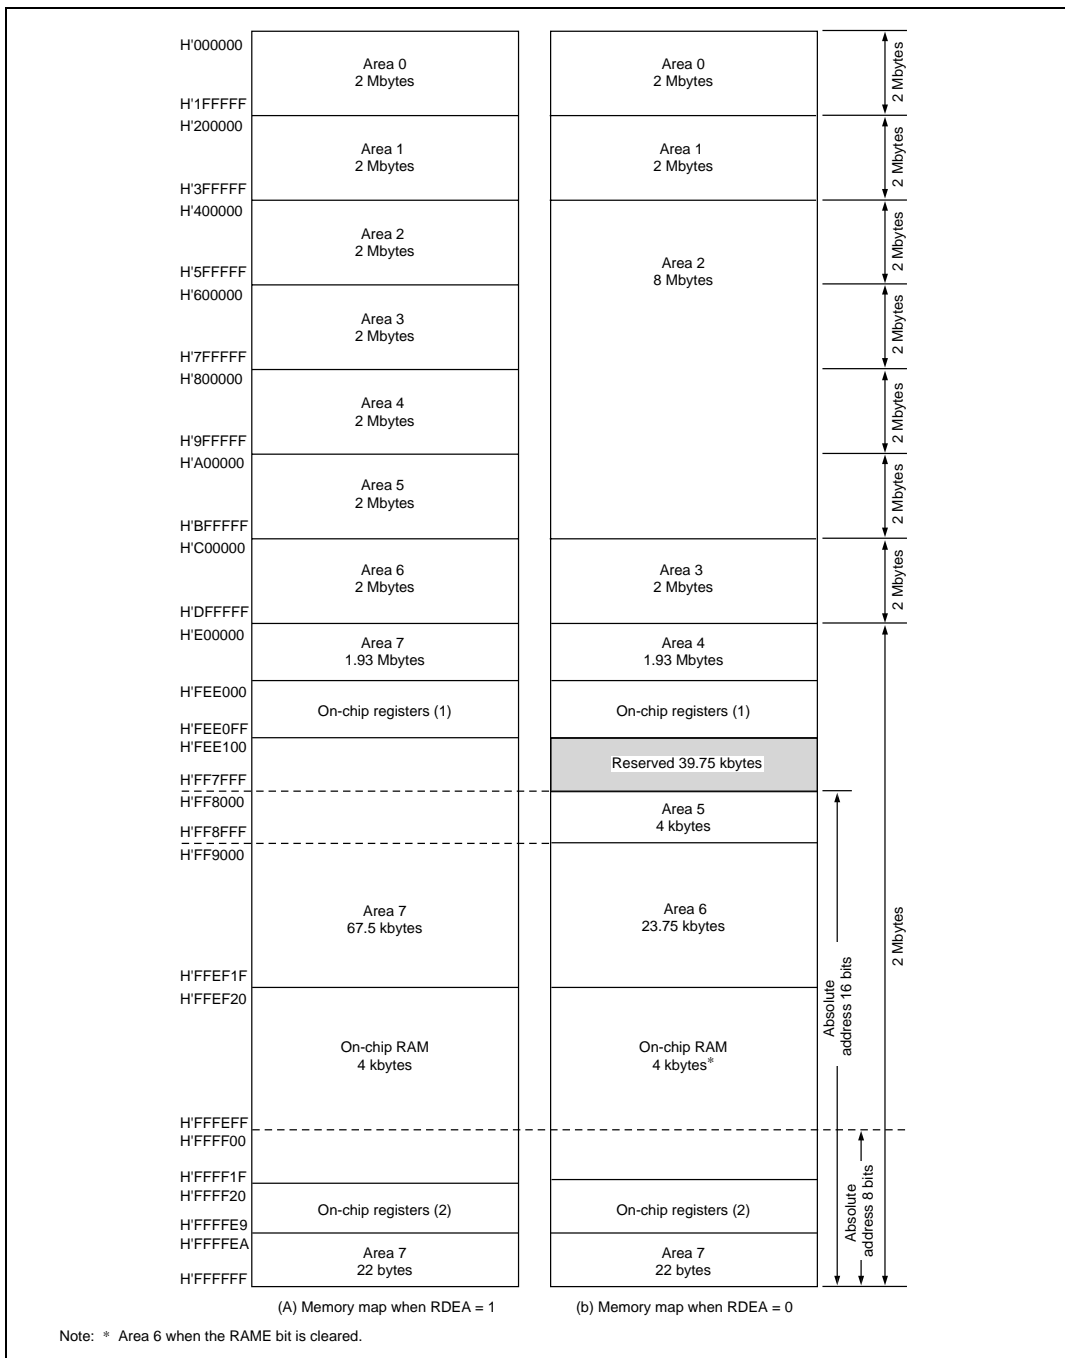 H'000000
Area 0
2 Mbytes
Area 0
2 Mbytes
2 Mbytes
H'1FFFFF
H'200000
Area 1
2 Mbytes
Area 1
2 Mbytes
2 Mbytes
H'3FFFFF
H'400000
Area 2
2 Mbytes
Area 2
8 Mbytes
2 Mbytes
H'5FFFFF
H'600000
Area 3
2 Mbytes
2 Mbytes
H'7FFFFF
H'800000
Area 4
2 Mbytes
2 Mbytes
H'9FFFFF
H'A00000
Area 5
2 Mbytes
2 Mbytes
H'BFFFFF
H'C00000
Area 6
2 Mbytes
Area 3
2 Mbytes
2 Mbytes
H'DFFFFF
H'E00000
Area 7
1.93 Mbytes
Area 4
1.93 Mbytes
H'FEE000
On-chip registers (1)
On-chip registers (1)
H'FEE0FF
H'FEE100
Reserved 39.75 kbytes
H'FF7FFF
H'FF8000
Area 5
4 kbytes
H'FF8FFF
H'FF9000
Area 7
67.5 kbytes
Area 6
23.75 kbytes
2 Mbytes
H'FFEF1F
H'FFEF20
Absolute
address 16 bits
On-chip RAM
4 kbytes
On-chip RAM
4 kbytes*
H'FFFEFF
H'FFFF00
H'FFFF1F
H'FFFF20
On-chip registers (2)
On-chip registers (2)
Absolute
address 8 bits
H'FFFFE9
H'FFFFEA
Area 7
22 bytes
Area 7
22 bytes
H'FFFFFF
(A) Memory map when RDEA = 1
(b) Memory map when RDEA = 0
Note: * Area 6 when the RAME bit is cleared.